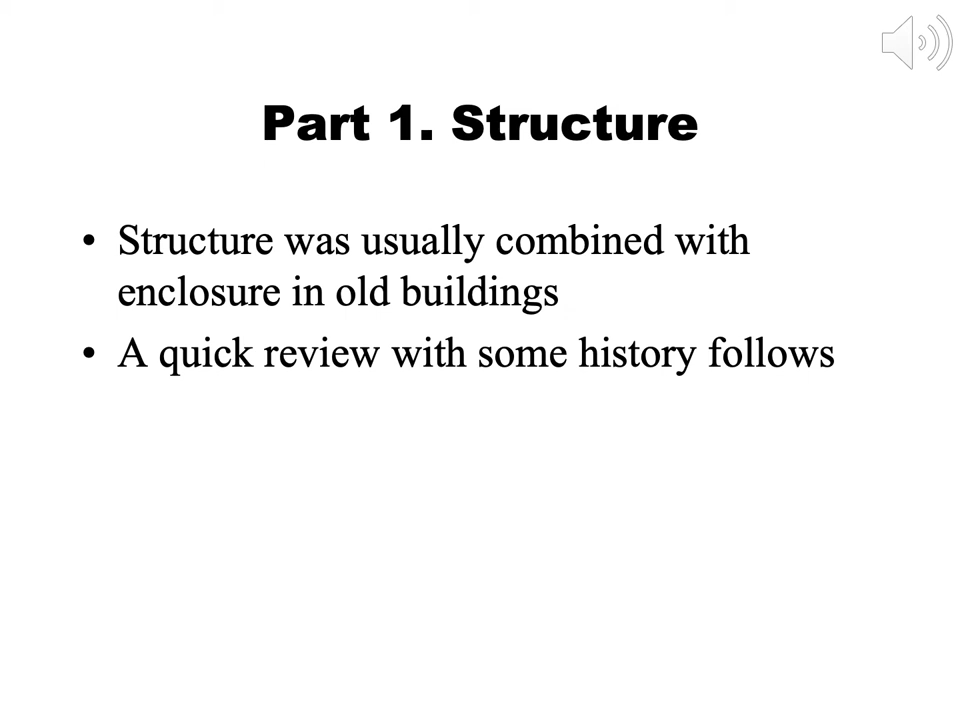 Part 1. Structure
• Structure was usually combined with
enclosure in old buildings
• A quick review with some history follows